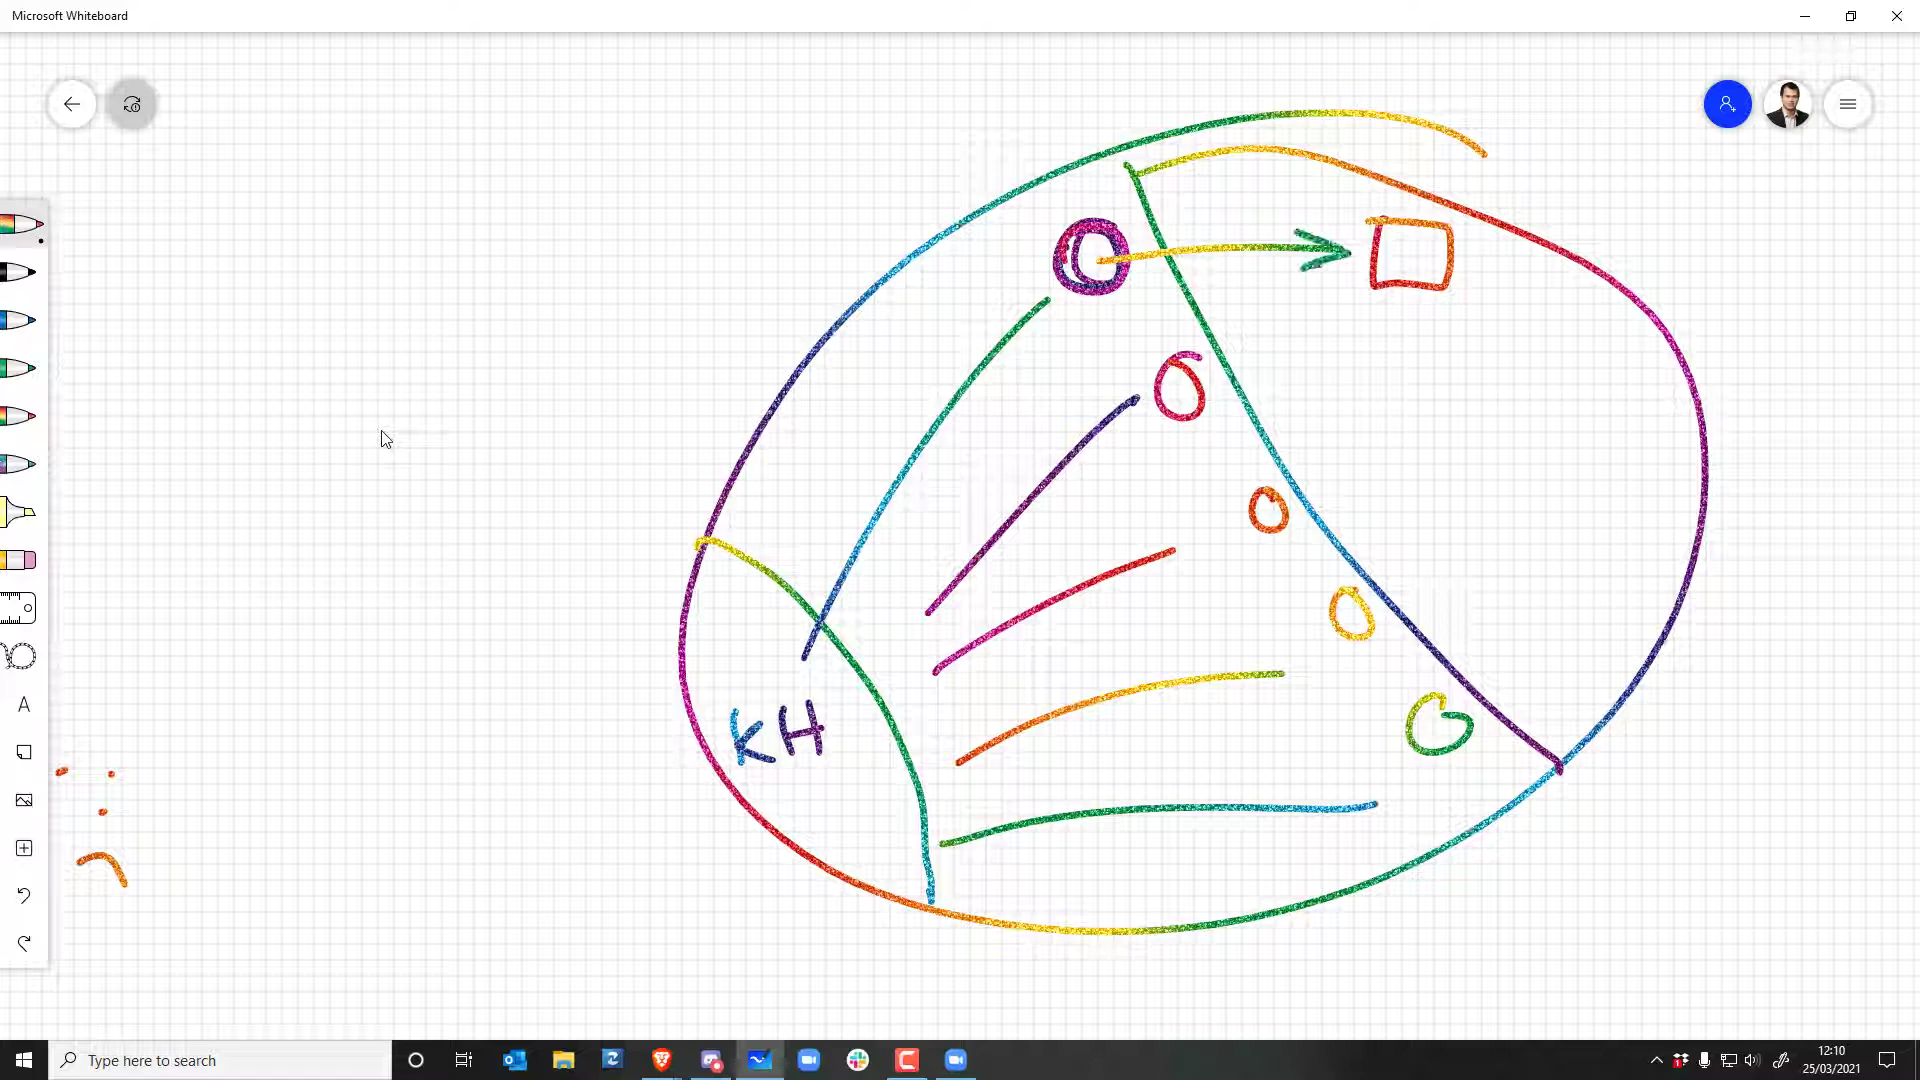 Microsoft Whiteboard
KH
A
Type here to search
12:10
25/03/2021